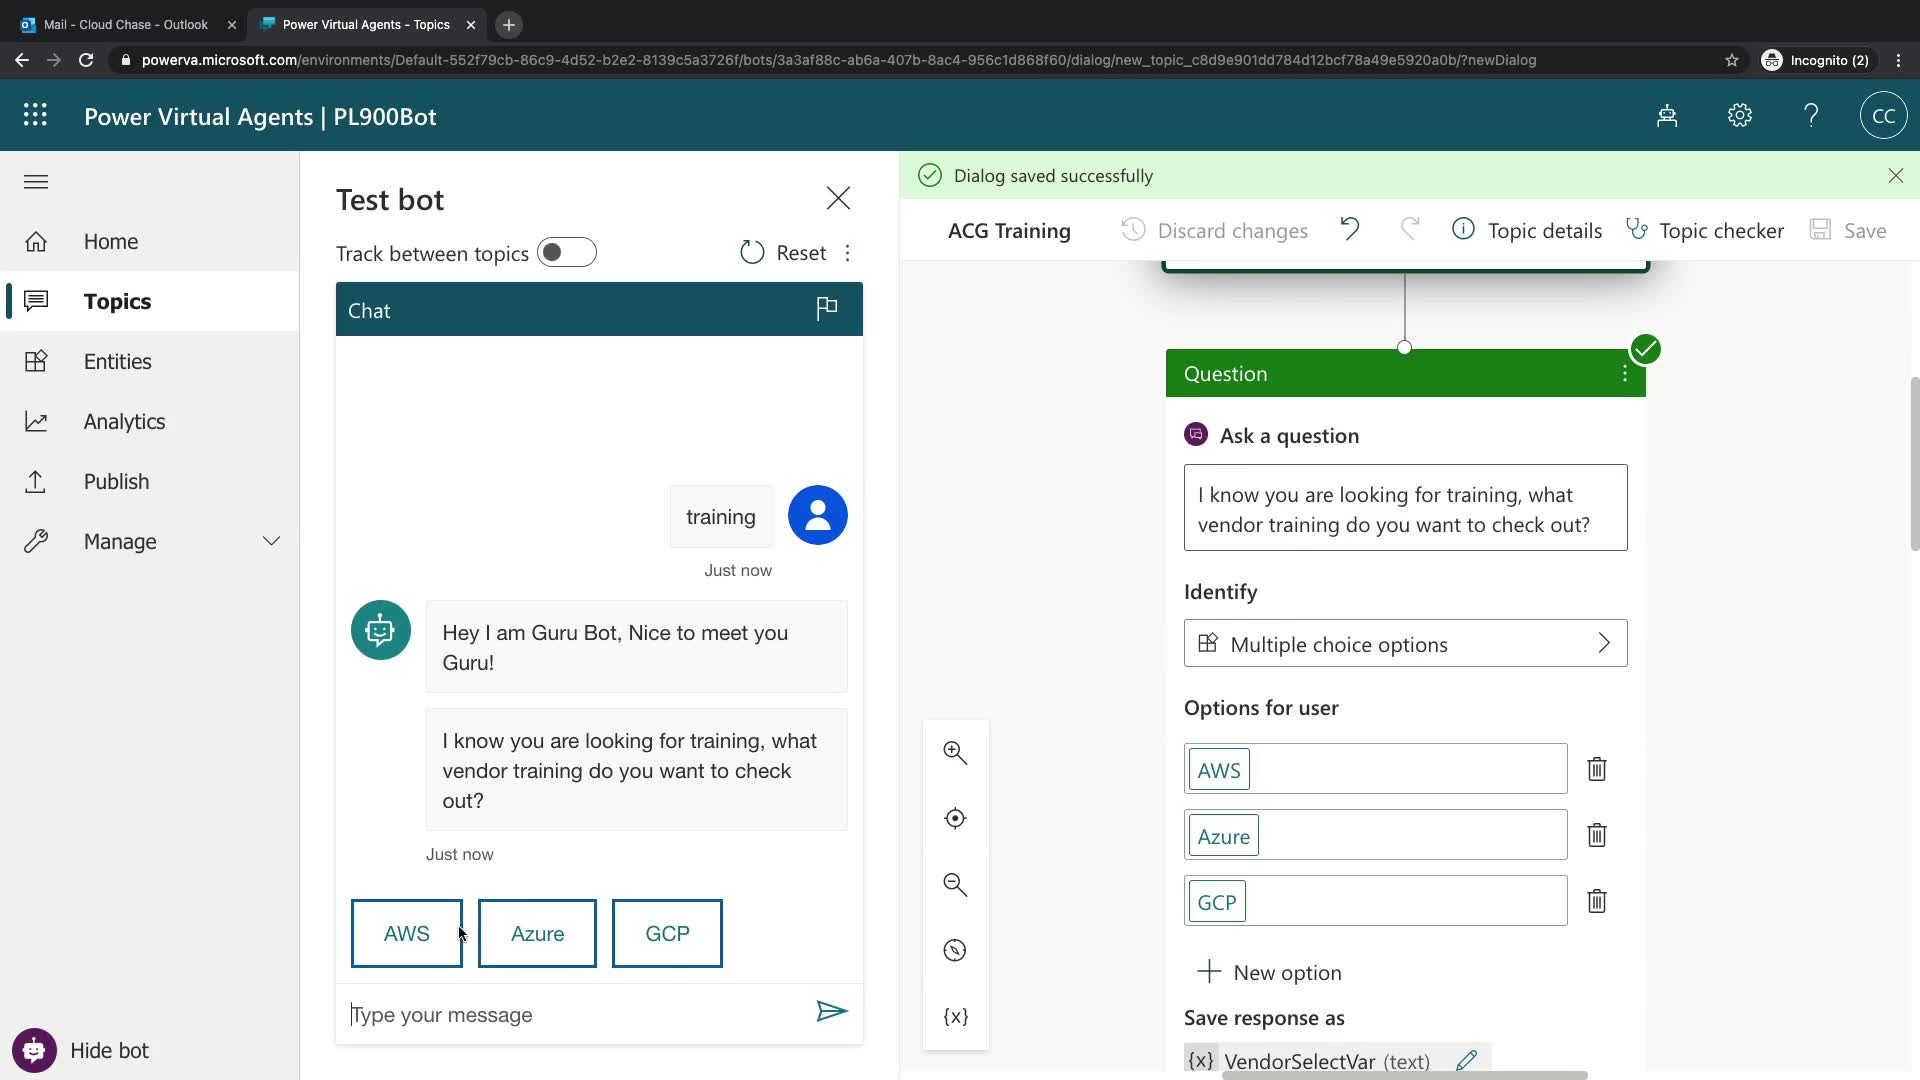 Mail - Cloud Chase - Outlook
Power Virtual Agents - Topics
powerva.microsoft.com/environments/Default-552f79cb-86c9-4d52-b2e2-8139c5a3726f/bots/3a3af88c-ab6a-407b-8ac4-956c1d868f60/dialog/new_topic_c8d9e901dd784d12bcf78a49e5920a0b/?newDialog
Incognito (2)
Power Virtual Agents | PL900Bot
CC
Home
Topics
Entities
Analytics
Publish
Manage
Hide bot
Test bot
Track between topics
Reset
Chat
training
Just now
Hey I am Guru Bot, Nice to meet you
Guru!
I know you are looking for training, what
vendor training do you want to check
out?
Just now
AWS
Azure
GCP
Type your message
Dialog saved successfully
ACG Training
Discard changes
Topic details
Topic checker
Save
{x}
Question
Ask a question
I know you are looking for training, what
vendor training do you want to check out?
Identify
Multiple choice options
Options for user
AWS
Azure
GCP
New option
Save response as
{x} VendorSelectVar (text)